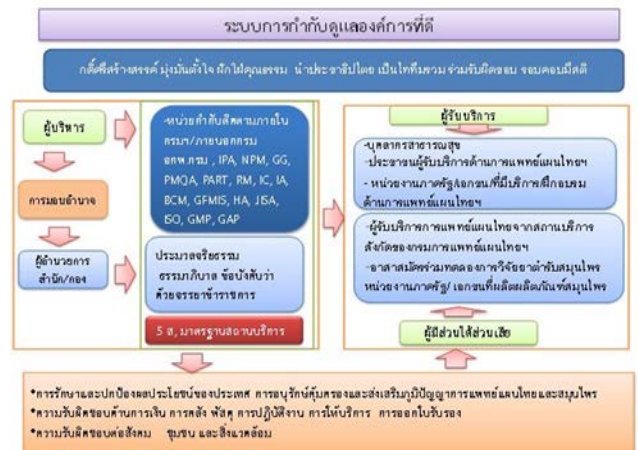 ระบบการกำกับดูแลองค์การที่ดี
กตั้ศรีสร้างสรรค์ มุ่งมั่นตั้งใจ ฝักใฝ่คุณธรรม นำประชาธิปไตย เป็นไททีมรวม ร่วมรับผิดชอบ รอบคอบมีสติ
ผู้บริหาร
การมอบอำนาจ
ผู้อำนวยการ
สำนัก/กอง
-หน่วยกำกับติดตามภายใน
กรมฯ/ภายนอกกรม
อกพ.กรม , IPA, NPM, GG,
PMQA, PART, RM, IC, IA,
BCM, GFMIS, HA, JISA,
ISO, GMP, GAP
ประมวลจริยธรรม
ธรรมาภิบาล ข้อบังคับว่า
ด้วยจรรยาข้าราชการ
5 ส, มาตรฐานสถานบริการ
ผู้รับบริการ
-บุคลากรสาธารณสุข
- ประชาชนผู้รับบริการด้านการแพทย์แผนไทยฯ
- หน่วยงานภาครัฐ/เอกชน/ที่มีบริการ/ฝึกอบรม
ด้านการแพทย์แผนไทยฯ
-ผู้รับบริการการแพทย์แผนไทยจากสถานบริการ
สังกัดของกรมการแพทย์แผนไทยฯ
-อาสาสมัครร่วมทดลองการวิจัยยาตำรับสมุนไพร
หน่วยงานภาครัฐ/ เอกชนที่ผลิตผลิตภัณฑ์สมุนไพร
ผู้มีส่วนได้ส่วนเสีย
*การรักษาและปกป้องผลประโยชน์ของประเทศ การอนุรักษ์คุ้มครองและส่งเสริมภูมิปัญญาการแพทย์แผนไทยและสมุนไพร
*ความรับผิดชอบด้านการเงิน การคลัง พัสดุ การปฏิบัติงาน การให้บริการ การออกใบรับรอง
*ความรับผิดชอบต่อสังคม ชุมชน และสิ่งแวดล้อม